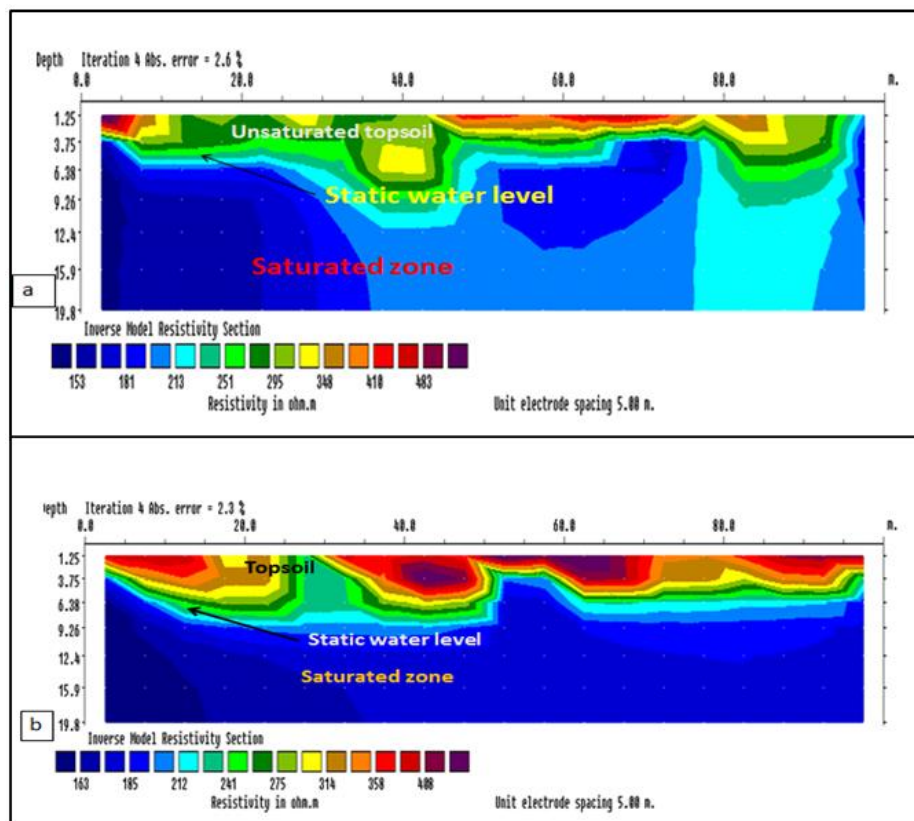 Depth Iteration 4 Abs. error = 2.6 %
0.0 20.0 40.0 60.0 80.0 m.
1.25
Unsaturated topsoil
3.75
6.38
Static water level
9.26
12.4
Saturated zone
15.9
a
19.8
Inverse Model Resistivity Section
153 181 213 251 295 348 410 483
Resistivity in ohm.m Unit electrode spacing 5.00 m.
Depth Iteration 4 Abs. error = 2.3 %
0.0 20.0 40.0 60.0 80.0 m.
1.25
Topsoil
3.75
6.38
9.26
Static water level
12.4
Saturated zone
15.9
b
19.8
Inverse Model Resistivity Section
163 185 212 241 275 314 358 408
Resistivity in ohm.m Unit electrode spacing 5.00 m.